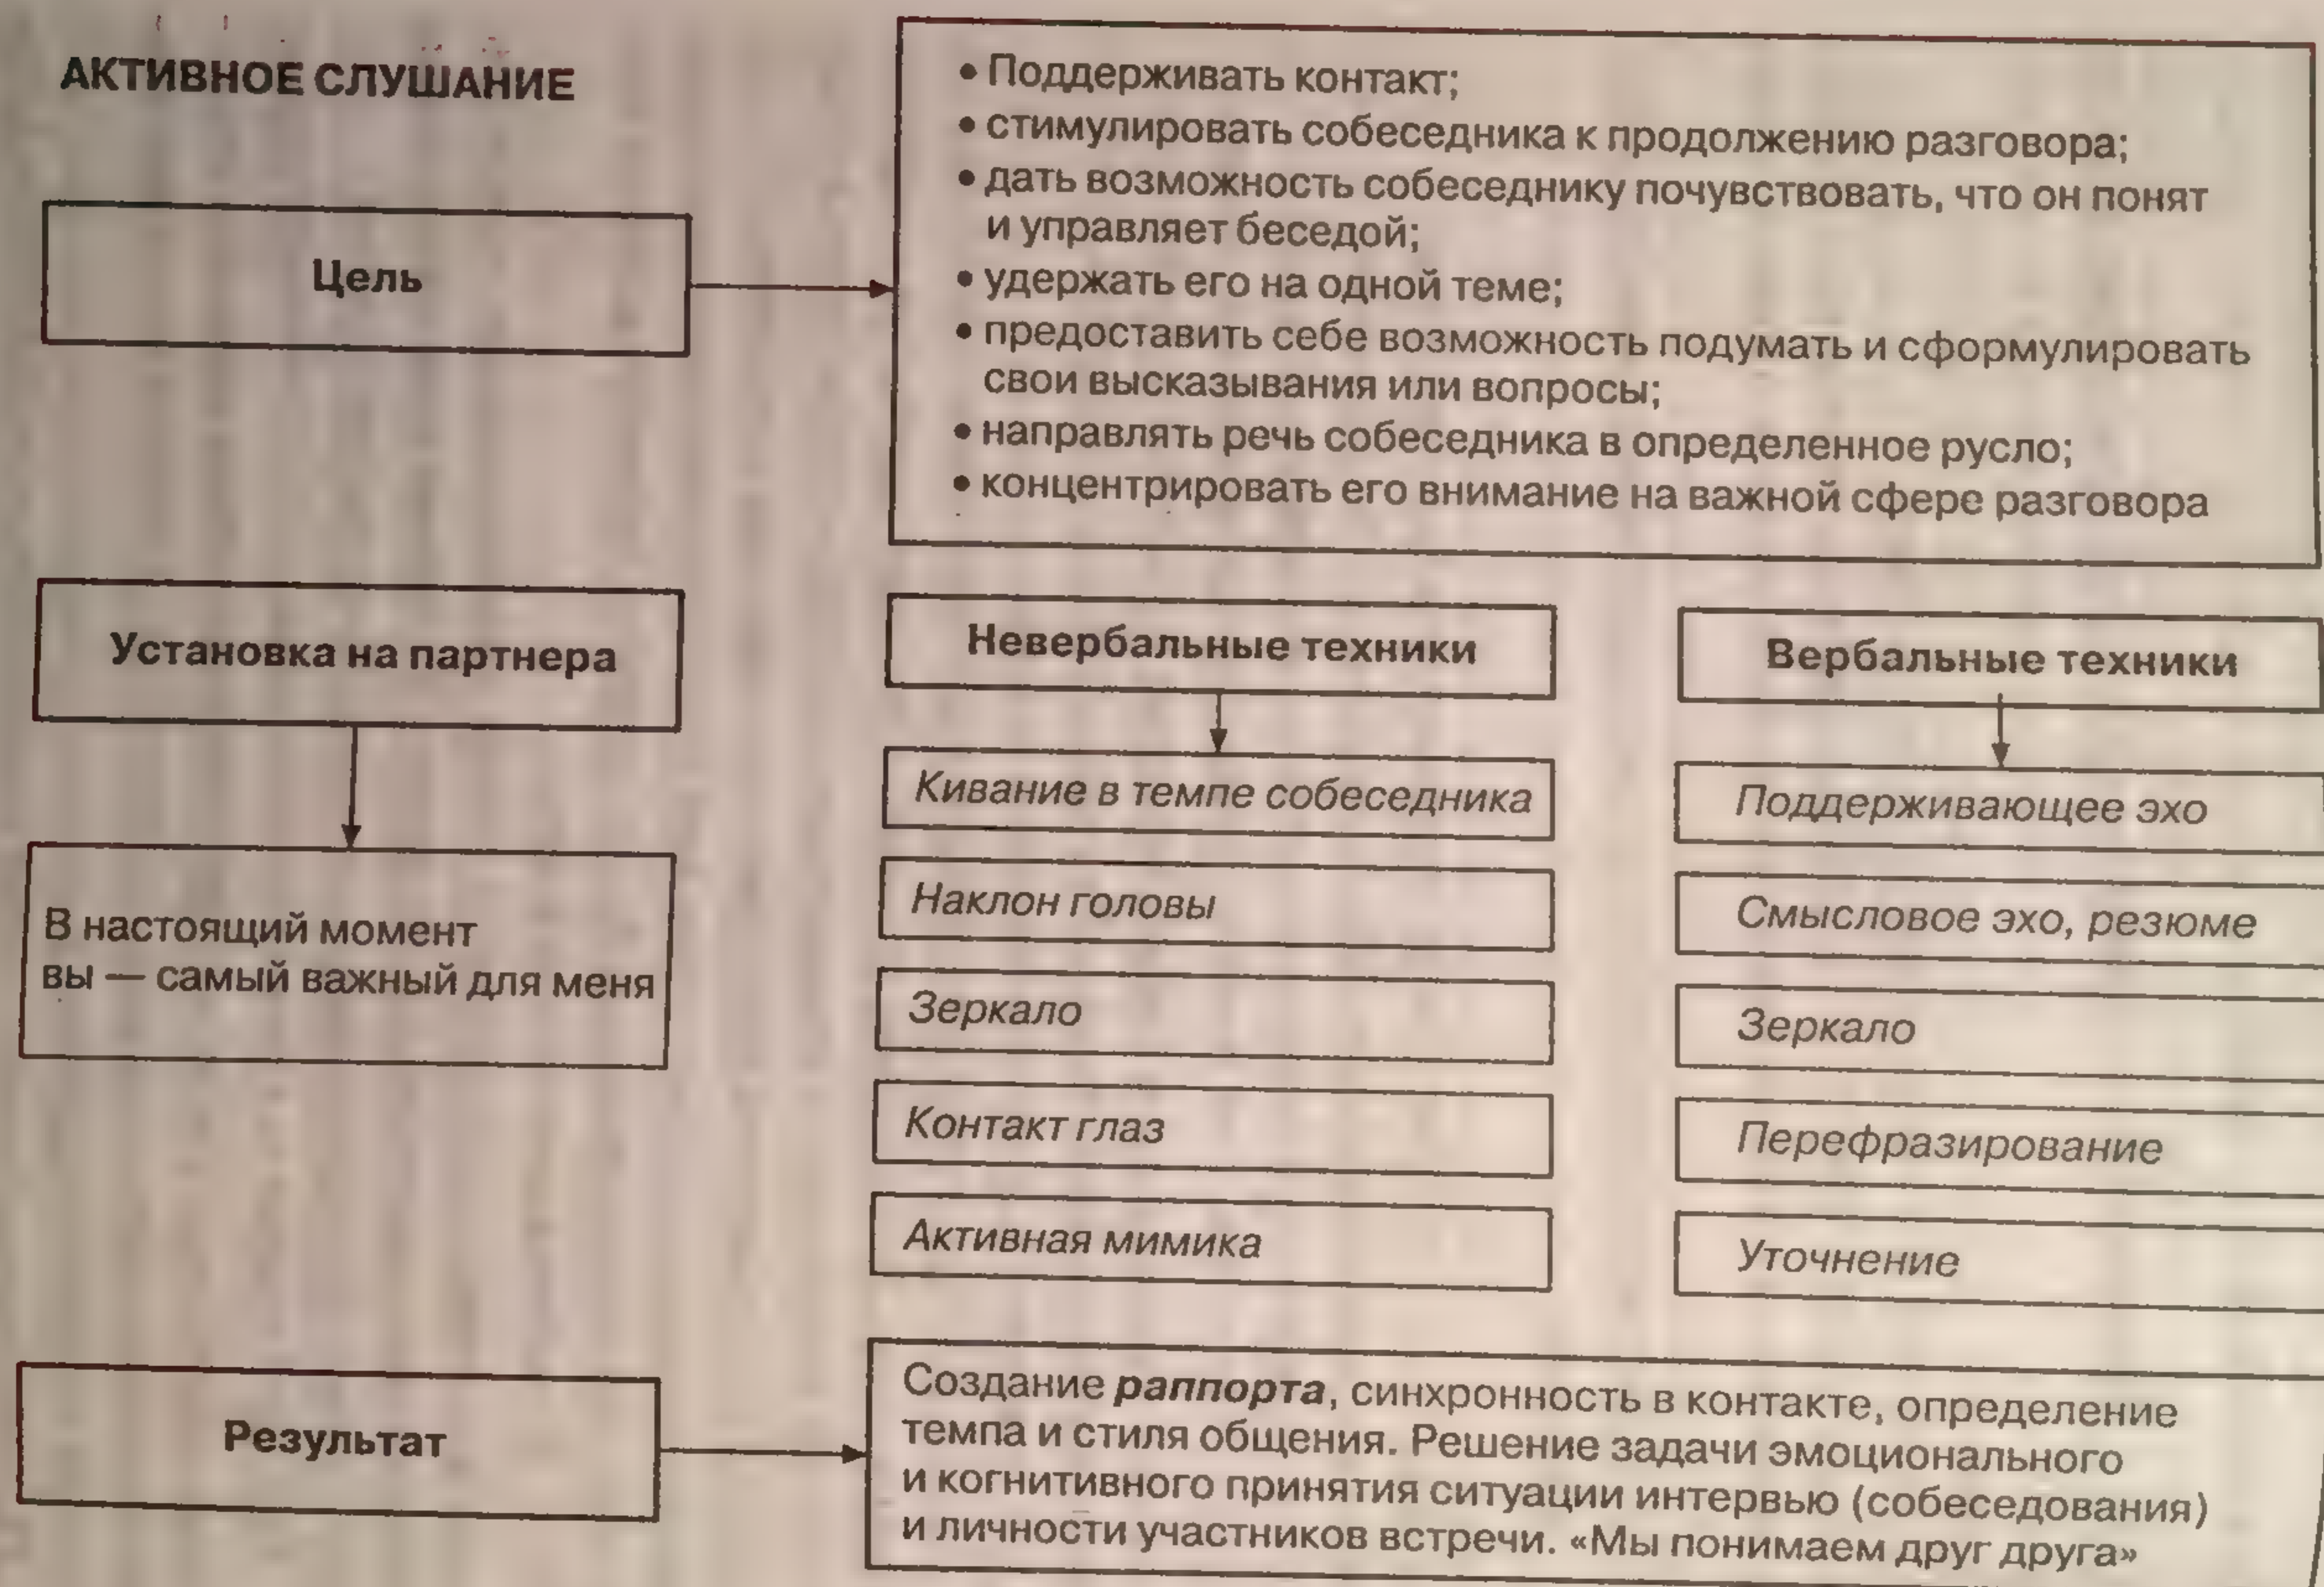 АКТИВНОЕ СЛУШАНИЕ
Цель
• Поддерживать контакт;
• стимулировать собеседника к продолжению разговора;
• дать возможность собеседнику почувствовать, что он понят
и управляет беседой;
• удержать его на одной теме;
• предоставить себе возможность подумать и сформулировать
свои высказывания или вопросы;
• направлять речь собеседника в определенное русло;
• концентрировать его внимание на важной сфере разговора
Установка на партнера
В настоящий момент
вы — самый важный для меня
Невербальные техники
Кивание в темпе собеседника
Наклон головы
Зеркало
Контакт глаз
Активная мимика
Вербальные техники
Поддерживающее эхо
Смысловое эхо, резюме
Зеркало
Перефразирование
Уточнение
Результат
Создание раппорта, синхронность в контакте, определение
темпа и стиля общения. Решение задачи эмоционального
и когнитивного принятия ситуации интервью (собеседования)
и личности участников встречи. «Мы понимаем друг друга»